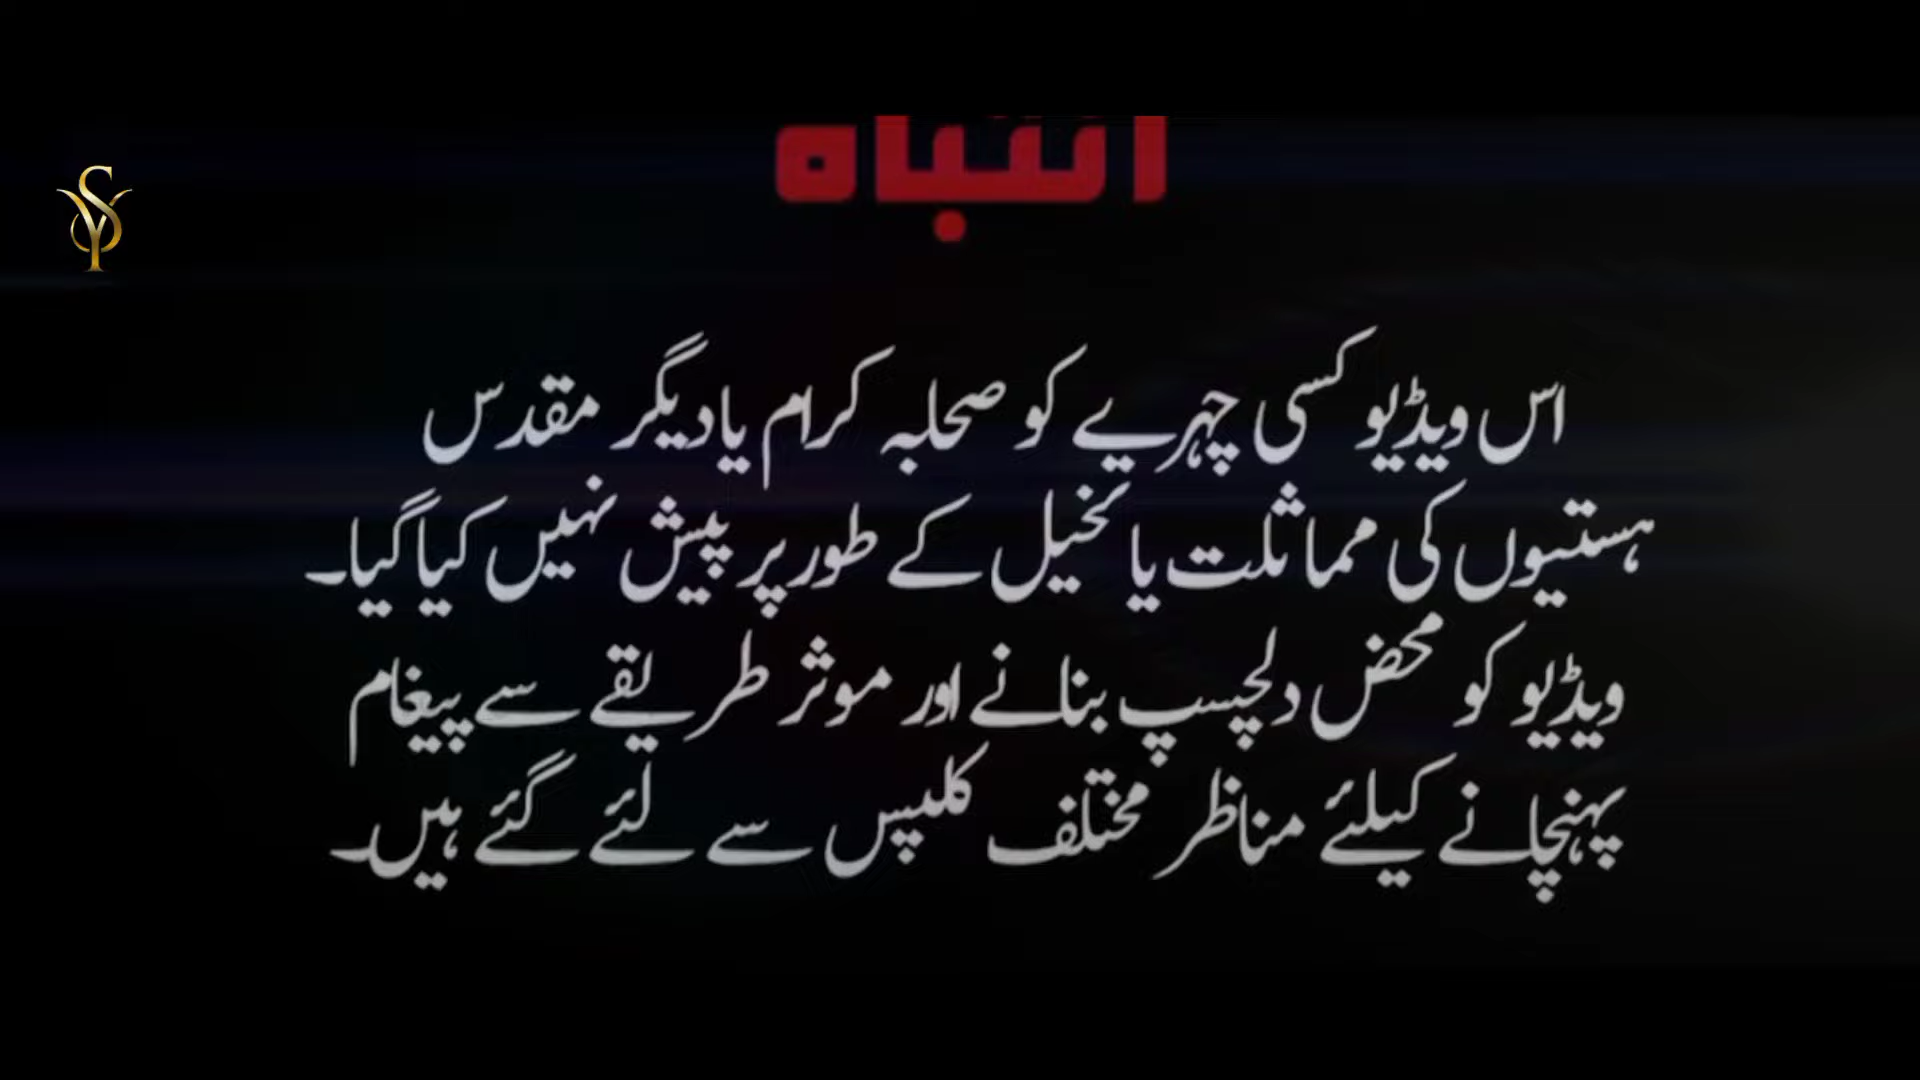 انتباہ
اس ویڈیو کسی چہرے کو صحابہ کرام یا دیگر مقدس
ہستیوں کی مماثلت یا تخیل کے طور پر پیش نہیں کیا گیا۔
ویڈیو کو محض دلچسپ بنانے اور موثر طریقے سے پیغام
پہنچانے کیلئے مناظر مختلف کلپس سے لئے گئے ہیں۔